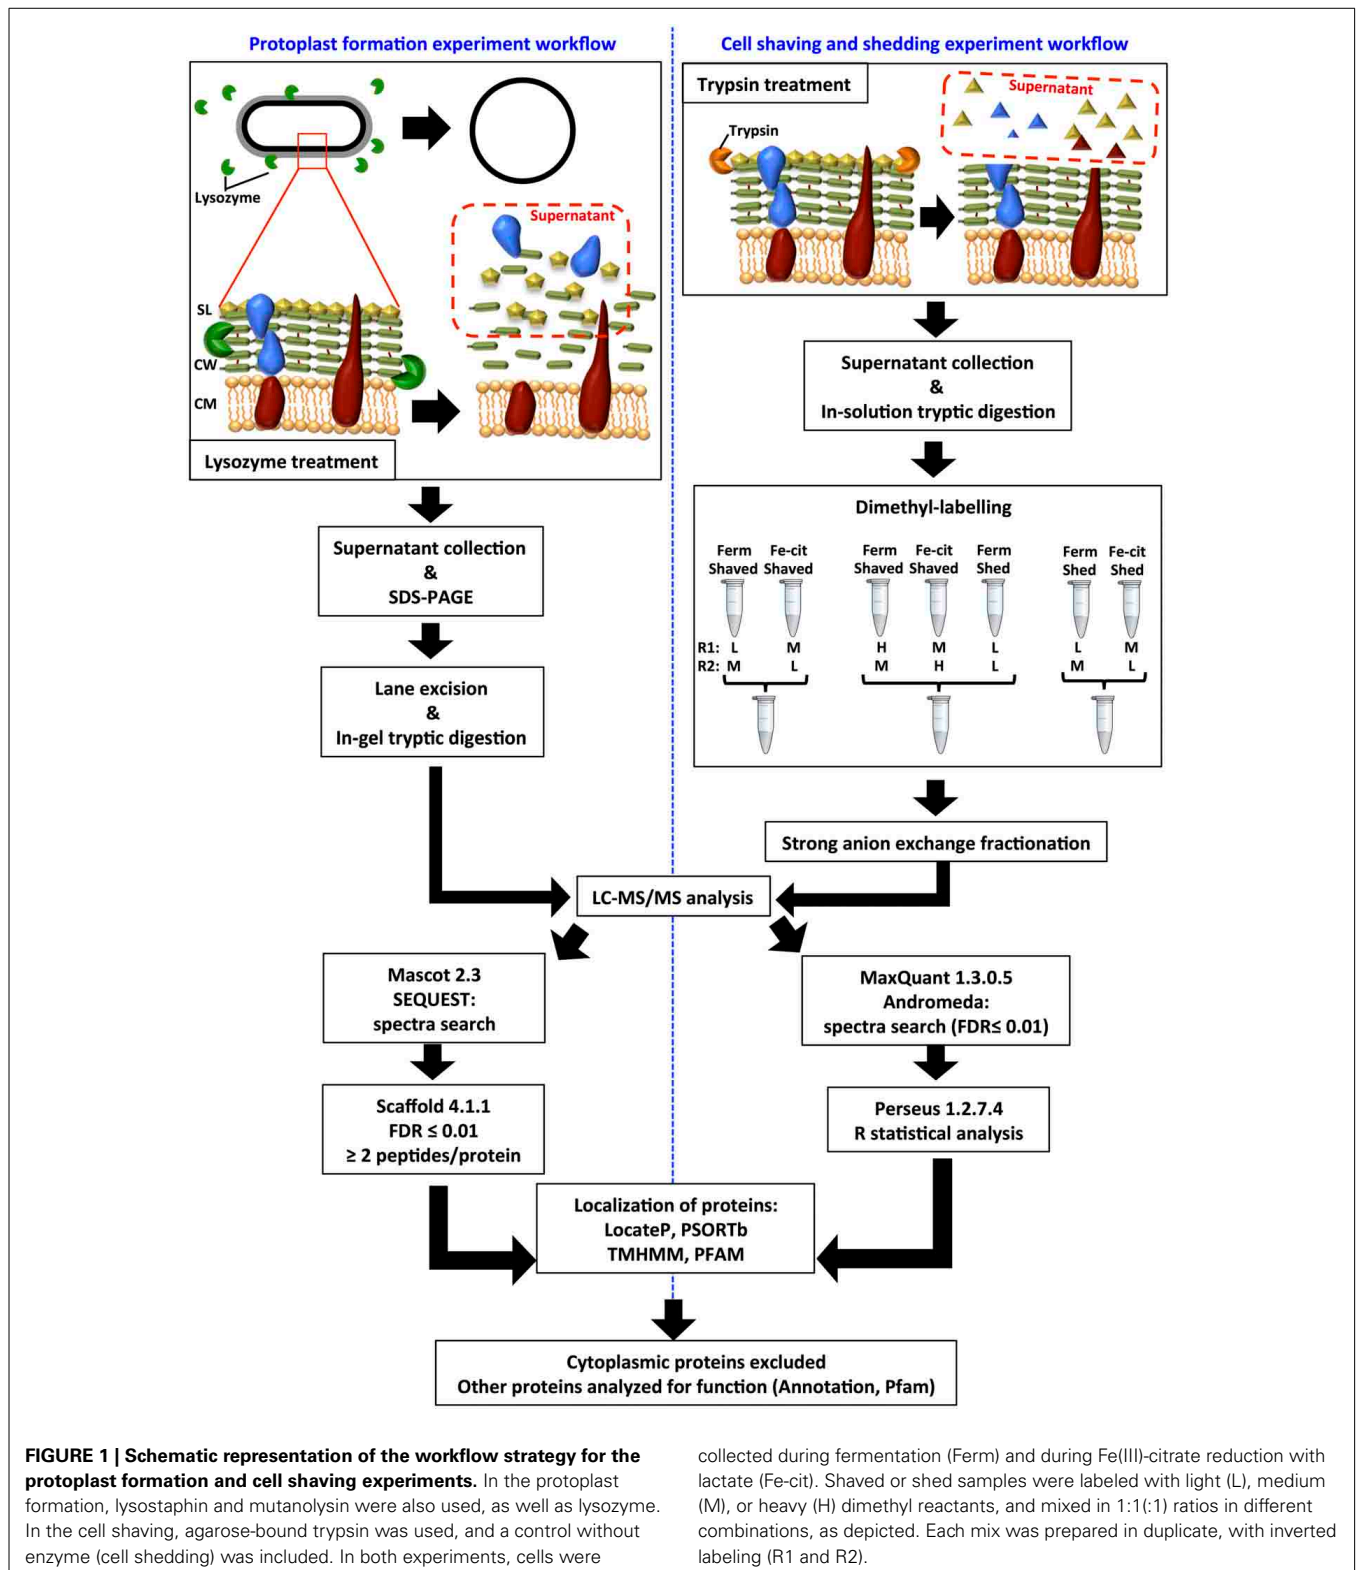 Protoplast formation experiment workflow
Lysozyme
SL
CW
CM
Supernatant
Lysozyme treatment
Supernatant collection
&
SDS-PAGE
Lane excision
&
In-gel tryptic digestion
Cell shaving and shedding experiment workflow
Trypsin treatment
Supernatant
Trypsin
Supernatant collection
&
In-solution tryptic digestion
Dimethyl-labelling
Ferm Fe-cit Ferm Fe-cit Ferm Ferm Fe-cit
Shaved Shaved Shaved Shaved Shed Shed Shed
R1: L M H M L L M
R2: M L M H L M L
Strong anion exchange fractionation
LC-MS/MS analysis
Mascot 2.3
SEQUEST:
spectra search
Scaffold 4.1.1
FDR ≤ 0.01
≥ 2 peptides/protein
MaxQuant 1.3.0.5
Andromeda:
spectra search (FDR≤ 0.01)
Perseus 1.2.7.4
R statistical analysis
Localization of proteins:
LocateP, PSORTb
TMHMM, PFAM
Cytoplasmic proteins excluded
Other proteins analyzed for function (Annotation, Pfam)
FIGURE 1 | Schematic representation of the workflow strategy for the
protoplast formation and cell shaving experiments. In the protoplast
formation, lysostaphin and mutanolysin were also used, as well as lysozyme.
In the cell shaving, agarose-bound trypsin was used, and a control without
enzyme (cell shedding) was included. In both experiments, cells were
collected during fermentation (Ferm) and during Fe(III)-citrate reduction with
lactate (Fe-cit). Shaved or shed samples were labeled with light (L), medium
(M), or heavy (H) dimethyl reactants, and mixed in 1:1(:1) ratios in different
combinations, as depicted. Each mix was prepared in duplicate, with inverted
labeling (R1 and R2).